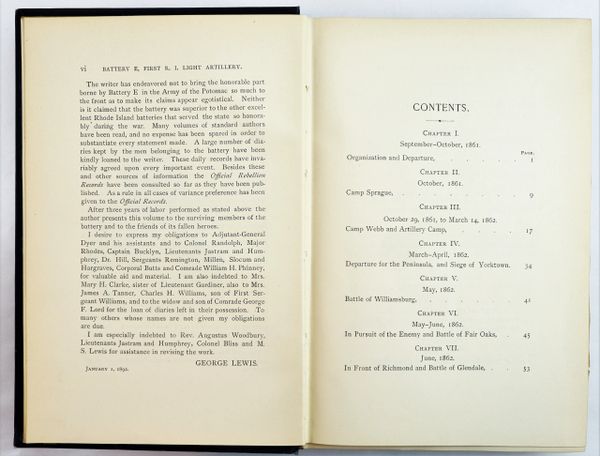 vi BATTERY E, FIRST R. I. LIGHT ARTILLERY.
The writer has endeavored not to bring the honorable part
borne by Battery E in the Army of the Potomac so much to
the front as to make its claims appear egotistical. Neither
is it claimed that the battery was superior to the other excel-
lent Rhode Island batteries that served the state so honora-
bly during the war. Many volumes of standard authors
have been read, and no expense has been spared in order to
substantiate every statement made. A large number of dia-
ries kept by the men belonging to the battery have been
kindly loaned to the writer. These daily records have inva-
riably agreed upon every important event. Besides these
and other sources of information the Official Rebellion
Records have been consulted so far as they have been pub-
lished. As a rule in all cases of variance preference has been
given to the Official Records.
After three years of labor performed as stated above the
author presents this volume to the surviving members of the
battery and to the friends of its fallen heroes.
I desire to express my obligations to Adjutant-General
Dyer and his assistants and to Colonel Randolph, Major
Rhodes, Captain Bucklyn, Lieutenants Jastram and Hum-
phrey, Dr. Hill, Sergeants Remington, Millen, Slocum and
Hargraves, Corporal Butts and Comrade William H. Phinney,
for valuable aid and material. I am also indebted to Mrs.
Mary H. Clarke, sister of Lieutenant Gardiner, also to Mrs.
James A. Tanner, Charles H. Williams, son of First Ser-
geant Williams, and to the widow and son of Comrade George
F. Lord for the loan of diaries left in their possession. To
many others whose names are not given my obligations
are due.
I am especially indebted to Rev. Augustus Woodbury,
Lieutenants Jastram and Humphrey, Colonel Bliss and M.
S. Lewis for assistance in revising the work.
GEORGE LEWIS.
JANUARY 1, 1892.
CONTENTS.
CHAPTER I.
September–October, 1861.
PAGE.
Organization and Departure, . . . . . . 1
CHAPTER II.
October, 1861.
Camp Sprague, . . . . . . . 9
CHAPTER III.
October 29, 1861, to March 14, 1862.
Camp Webb and Artillery Camp, . . . . 17
CHAPTER IV.
March–April, 1862.
Departure for the Peninsula, and Siege of Yorktown. 34
CHAPTER V.
May, 1862.
Battle of Williamsburg, . . . . . . 41
CHAPTER VI.
May–June, 1862.
In Pursuit of the Enemy and Battle of Fair Oaks, . 45
CHAPTER VII.
June, 1862.
In Front of Richmond and Battle of Glendale, . . 53